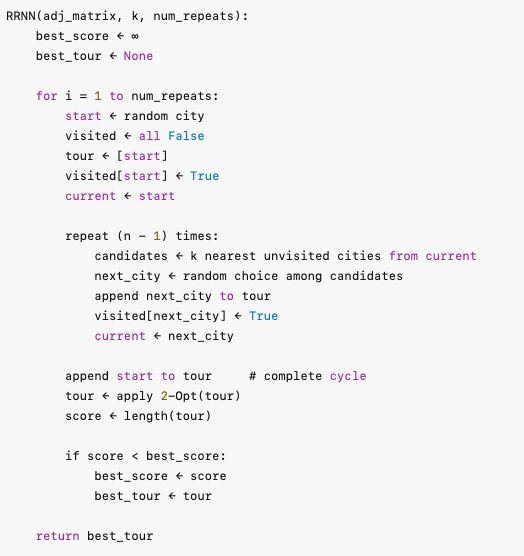 RRNN(adj_matrix, k, num_repeats):
    best_score ← ∞
    best_tour ← None

    for i = 1 to num_repeats:
        start ← random city
        visited ← all False
        tour ← [start]
        visited[start] ← True
        current ← start

        repeat (n − 1) times:
            candidates ← k nearest unvisited cities from current
            next_city ← random choice among candidates
            append next_city to tour
            visited[next_city] ← True
            current ← next_city

        append start to tour     # complete cycle
        tour ← apply 2-Opt(tour)
        score ← length(tour)

        if score < best_score:
            best_score ← score
            best_tour ← tour

    return best_tour